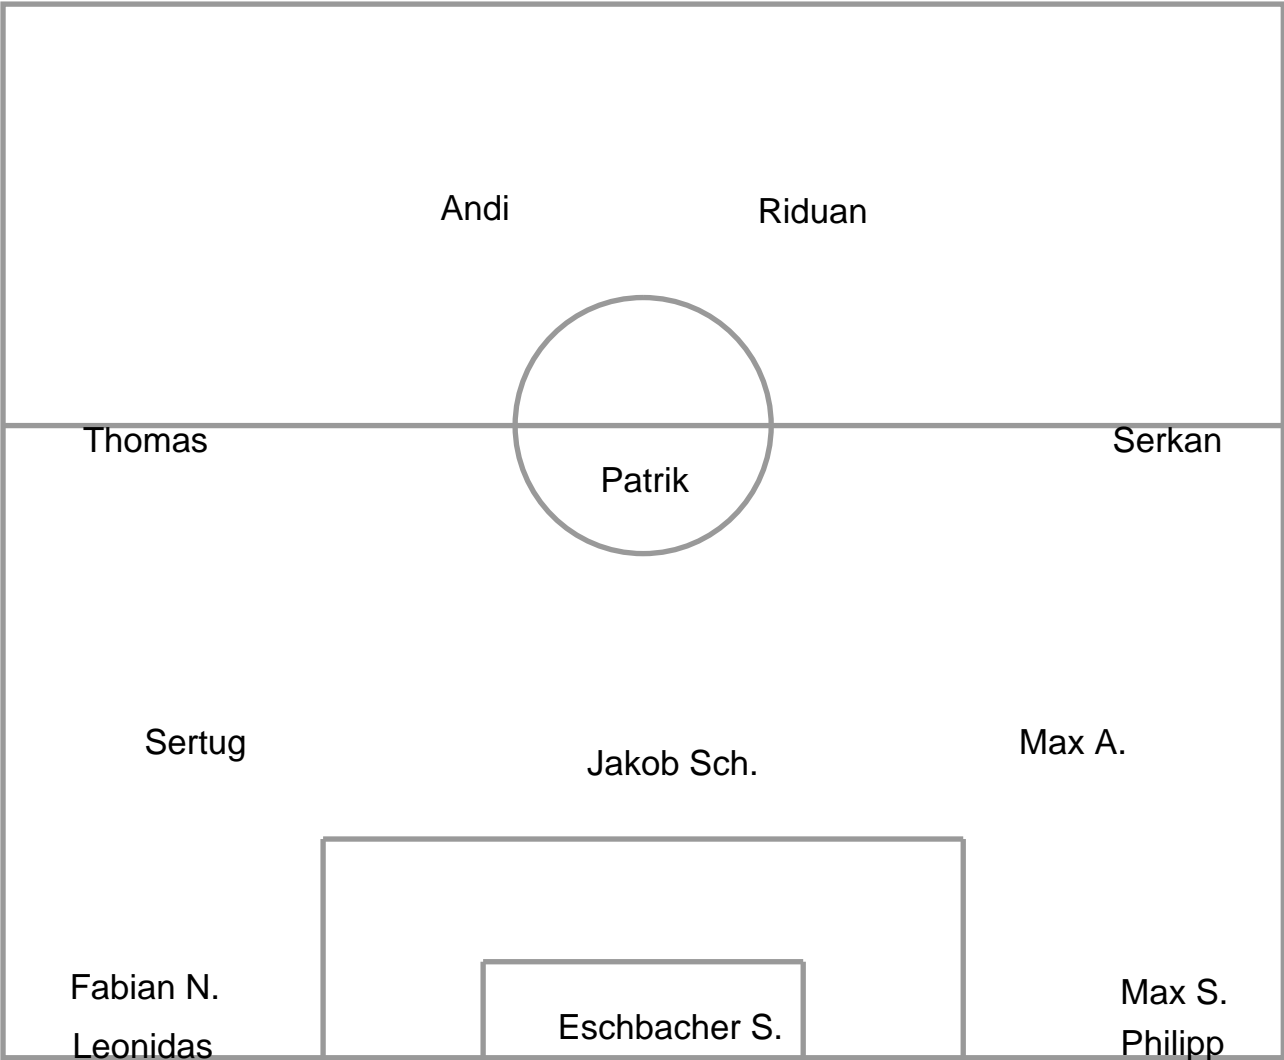 Andi Riduan
Thomas Serkan
Patrik
Sertug Max A.
Jakob Sch.
Fabian N. Max S.
Eschbacher S.
Leonidas Philipp